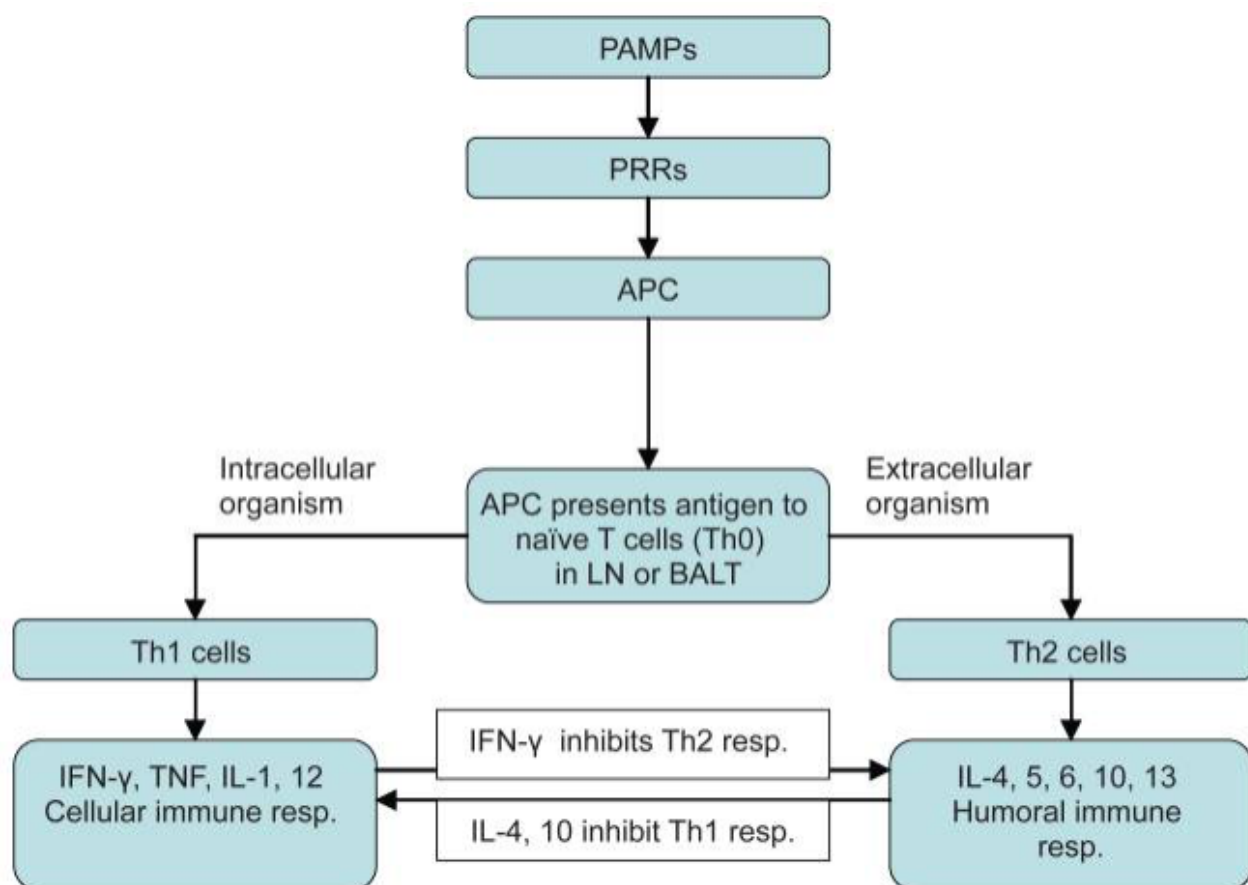 PAMPs
PRRs
APC
Intracellular
organism
Extracellular
organism
APC presents antigen to
naïve T cells (Th0)
in LN or BALT
Th1 cells
Th2 cells
IFN-γ inhibits Th2 resp.
IFN-γ, TNF, IL-1, 12
Cellular immune resp.
IL-4, 5, 6, 10, 13
Humoral immune
resp.
IL-4, 10 inhibit Th1 resp.